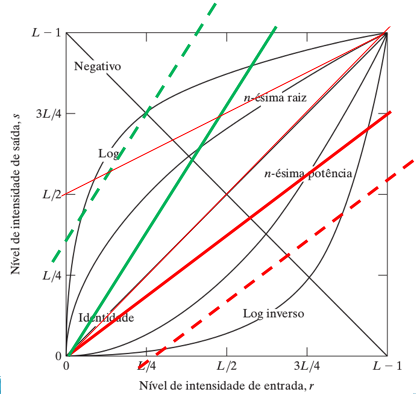 L − 1
Negativo
n-ésima raiz
3L/4
Log
n-ésima potência
L/2
L/4
Identidade
Log inverso
0
0
L/4
L/2
3L/4
L − 1
Nível de intensidade de saída, s
Nível de intensidade de entrada, r